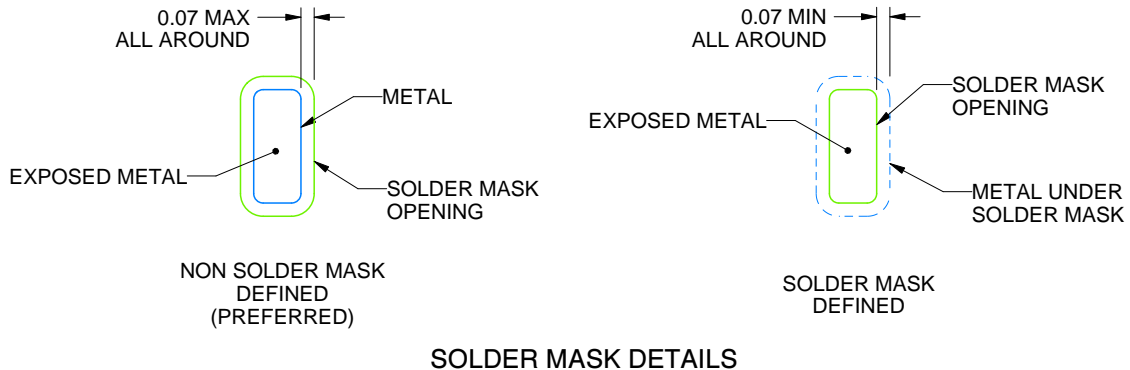 0.07 MAX
ALL AROUND
METAL
EXPOSED METAL
SOLDER MASK
OPENING
NON SOLDER MASK
DEFINED
(PREFERRED)
0.07 MIN
ALL AROUND
SOLDER MASK
OPENING
EXPOSED METAL
METAL UNDER
SOLDER MASK
SOLDER MASK
DEFINED
SOLDER MASK DETAILS